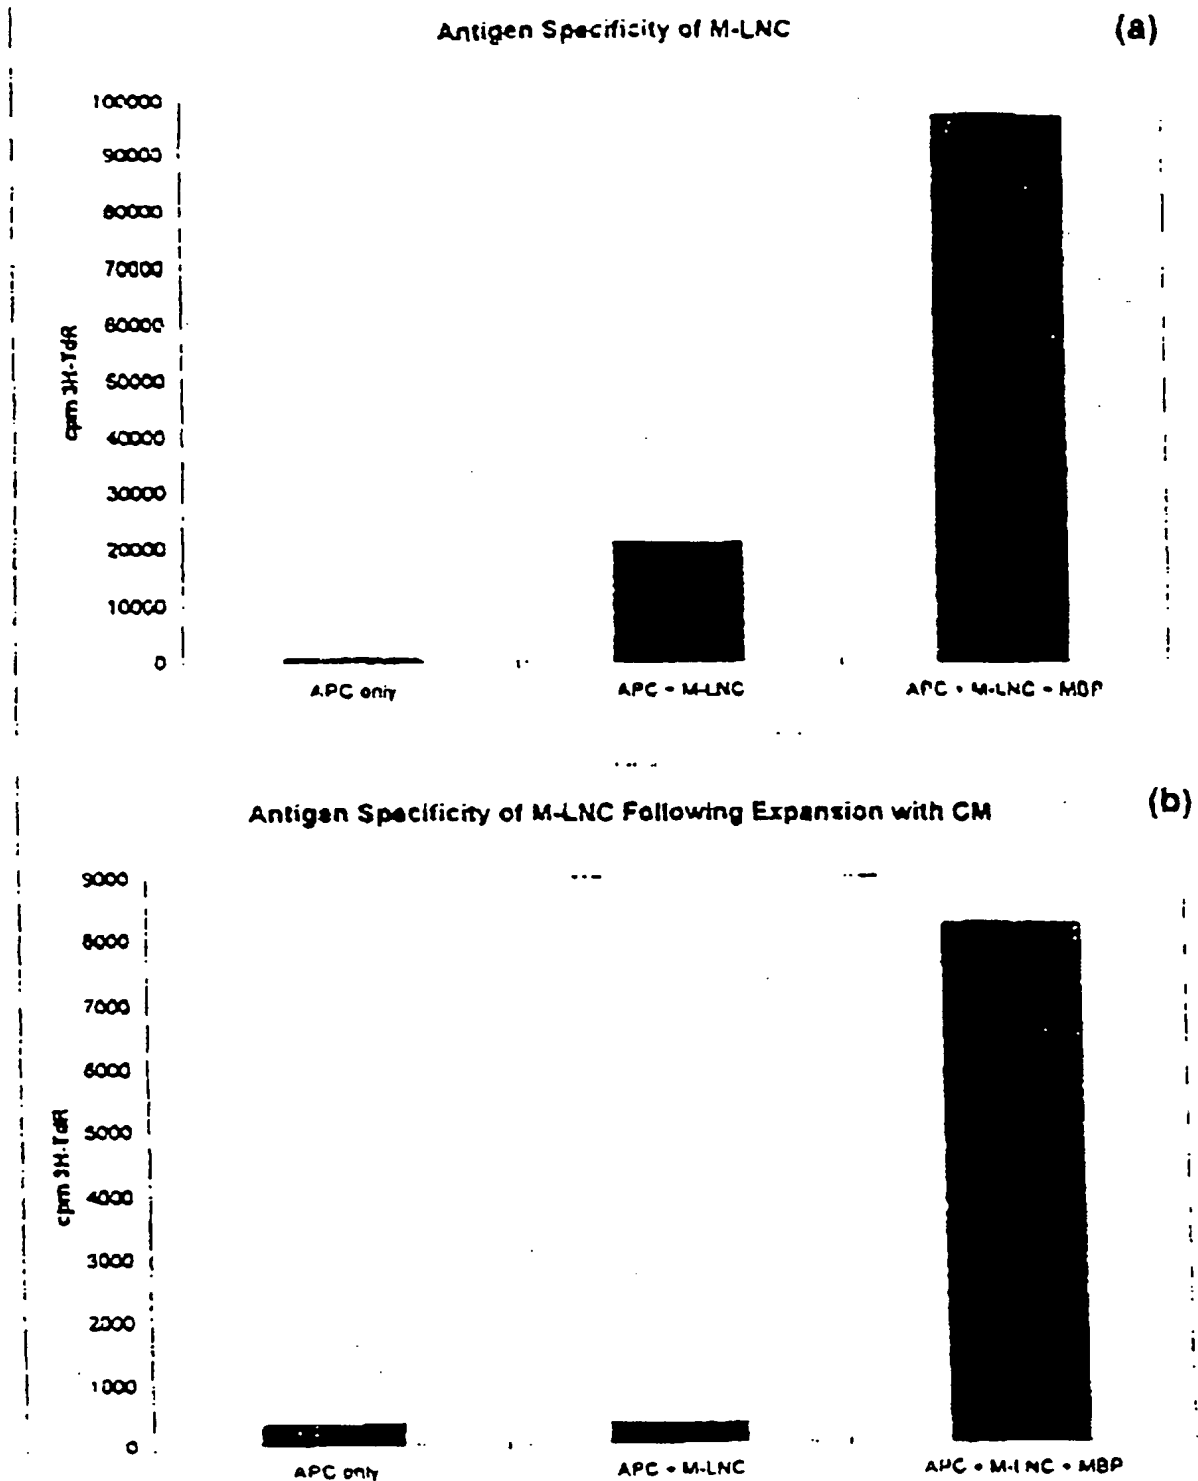 Antigen Specificity of M-LNC
(a)
100000
90000
80000
70000
60000
50000
40000
30000
20000
10000
0
cpm 3H-TdR
APC only
APC + M-LNC
APC + M-LNC + MBP
Antigen Specificity of M-LNC Following Expansion with CM
(b)
9000
8000
7000
6000
5000
4000
3000
2000
1000
0
cpm 3H-TdR
APC only
APC + M-LNC
APC + M-LNC + MBP